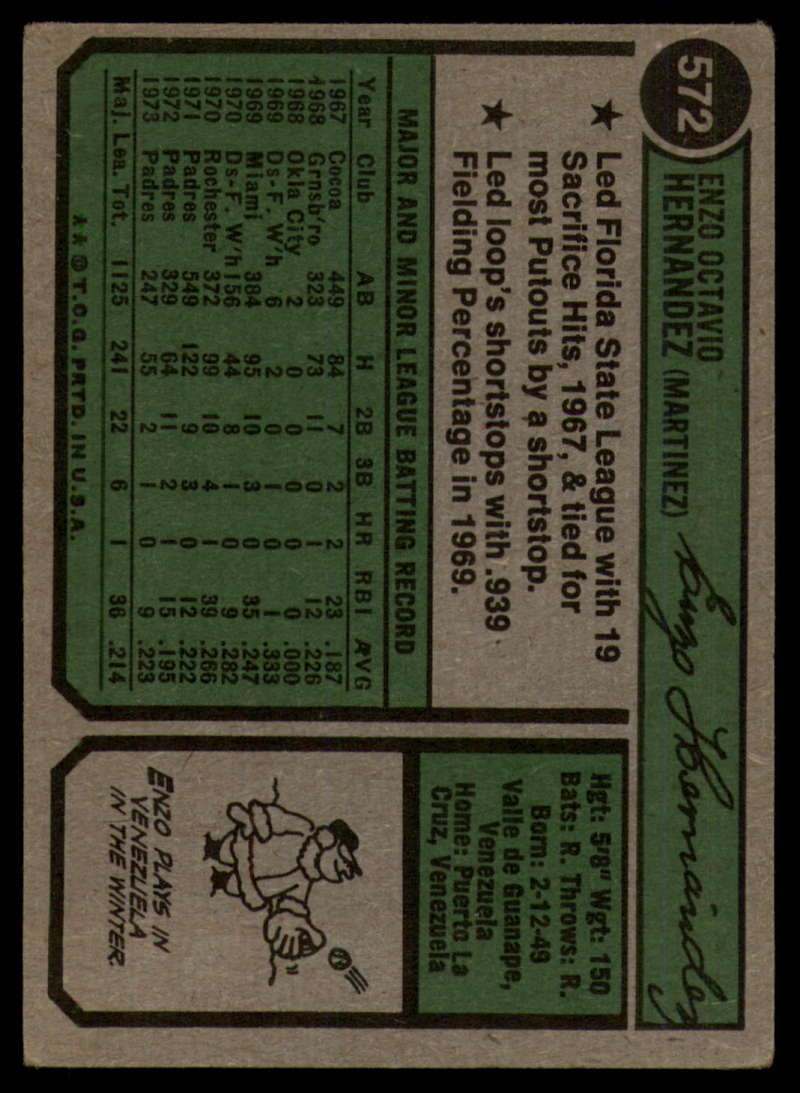 572
ENZO OCTAVIO
HERNANDEZ (MARTINEZ)
Enzo Hernández
★ Led Florida State League with 19
Sacrifice Hits, 1967, & tied for
most Putouts by a shortstop.
★ Led loop's shortstops with .939
Fielding Percentage in 1969.
MAJOR AND MINOR LEAGUE BATTING RECORD
Year Club AB H 2B 3B HR RBI AVG
1967 Cocoa 449 84 7 2 2 23 .187
1968 Grnsb'ro 323 73 11 0 1 12 .226
1968 Okla City 2 0 0 0 0 0 .000
1969 Ds-F. W/h 6 2 0 1 0 1 .333
1969 Miami 384 95 10 3 0 35 .247
1970 Ds-F. W/h 156 44 8 1 0 9 .282
1970 Rochester 372 99 10 4 1 39 .266
1971 Padres 549 122 9 3 0 12 .222
1972 Padres 329 64 11 2 1 15 .195
1973 Padres 247 55 2 1 0 9 .223
Maj. Lea. Tot. 1125 241 22 6 1 36 .214
★★ © T.C.G. PRTD. IN U.S.A.
Hgt: 5'8" Wgt: 150
Bats: R. Throws: R.
Born: 2-12-49
Valle de Guanape,
Venezuela
Home: Puerto La
Cruz, Venezuela
ENZO PLAYS IN
VENEZUELA
IN THE WINTER.